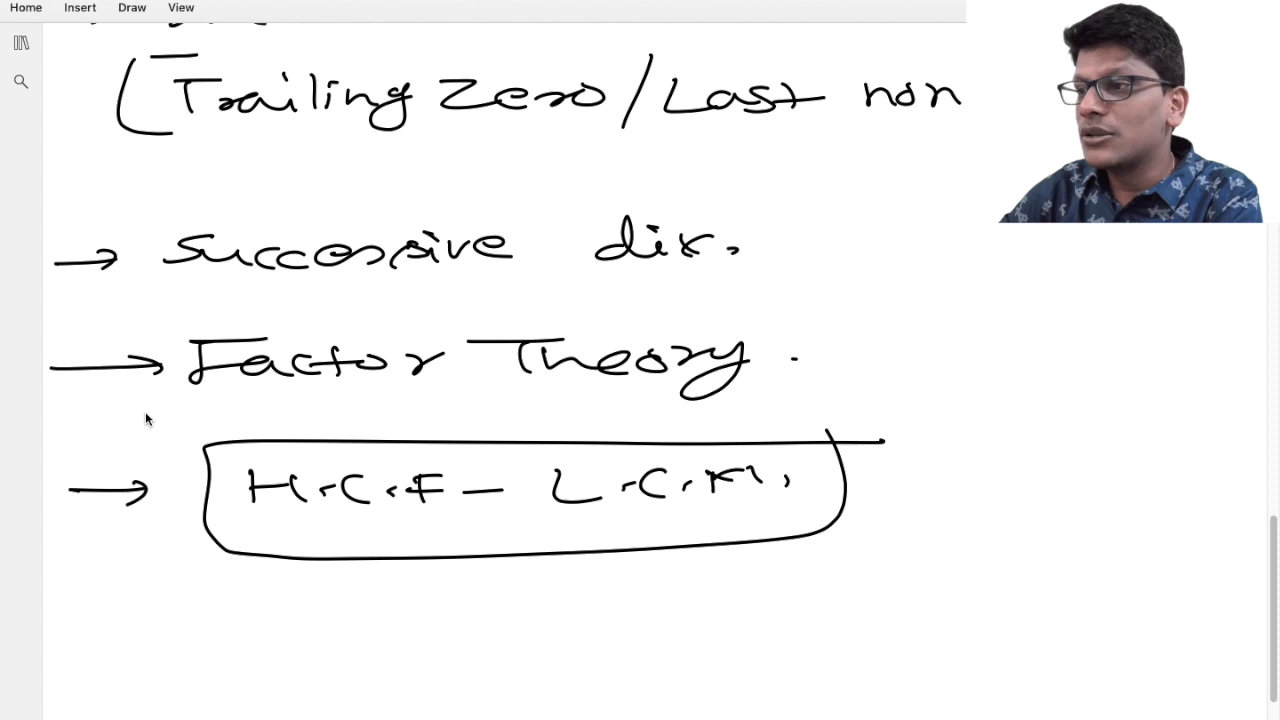 Home Insert Draw View
(Trailing Zero/Last non
→ Successive div.
→ Factor Theory.
→ H.C.F - L.C.M.